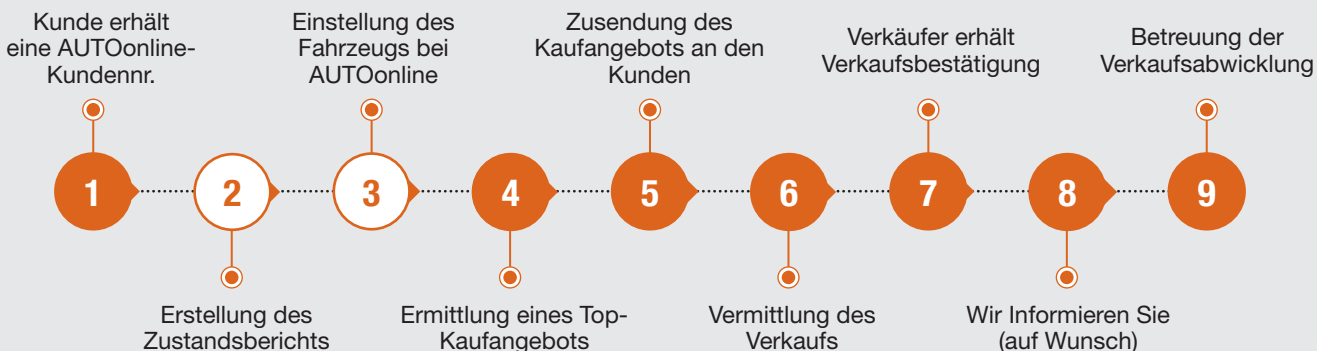 Kunde erhält
eine AUTOonline-
Kundennr.
Einstellung des
Fahrzeugs bei
AUTOonline
Zusendung des
Kaufangebots an den
Kunden
Verkäufer erhält
Verkaufsbestätigung
Betreuung der
Verkaufsabwicklung
1
2
3
4
5
6
7
8
9
Erstellung des
Zustandsberichts
Ermittlung eines Top-
Kaufangebots
Vermittlung des
Verkaufs
Wir Informieren Sie
(auf Wunsch)